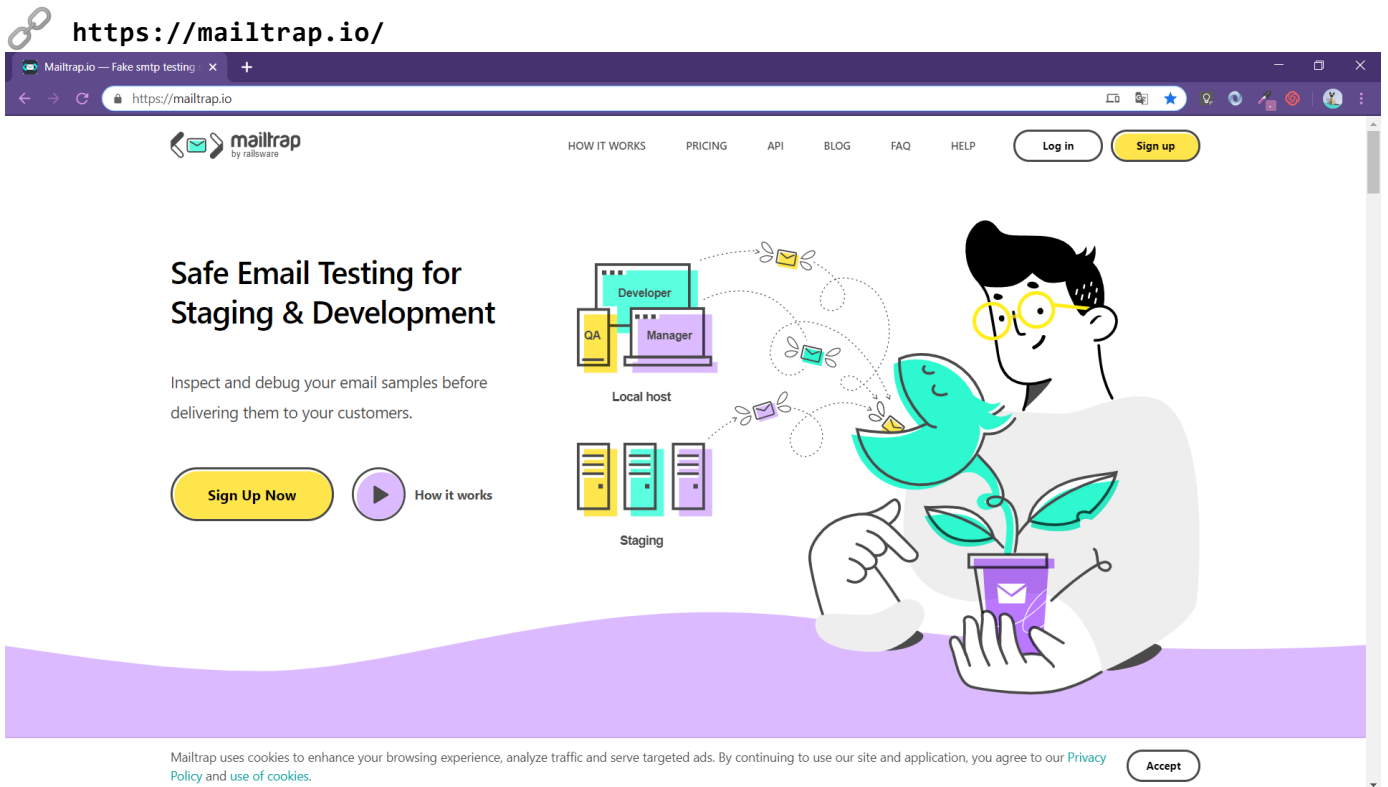 https://mailtrap.io/
Mailtrap.io — Fake smtp testing
https://mailtrap.io
mailtrap
by railsware
HOW IT WORKS PRICING API BLOG FAQ HELP Log in Sign up
Safe Email Testing for
Staging & Development
Inspect and debug your email samples before
delivering them to your customers.
Sign Up Now
How it works
Developer
QA
Manager
Local host
Staging
Mailtrap uses cookies to enhance your browsing experience, analyze traffic and serve targeted ads. By continuing to use our site and application, you agree to our Privacy
Policy and use of cookies.
Accept